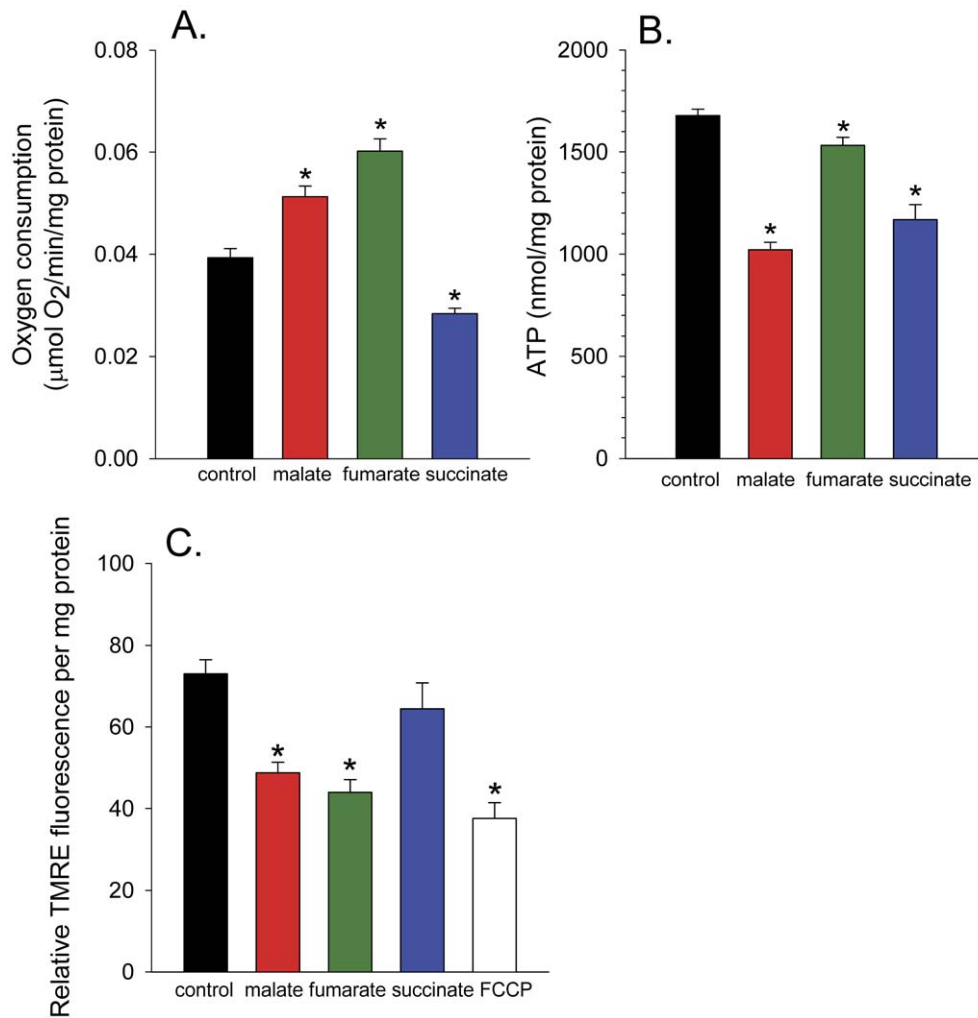 A.
Oxygen consumption
(μmol O2/min/mg protein)
0.08
0.06
0.04
0.02
0.00
*
*
*
control malate fumarate succinate
B.
ATP (nmol/mg protein)
2000
1500
1000
500
0
*
*
*
control malate fumarate succinate
C.
Relative TMRE fluorescence per mg protein
100
80
60
40
20
0
*
*
*
control malate fumarate succinate FCCP